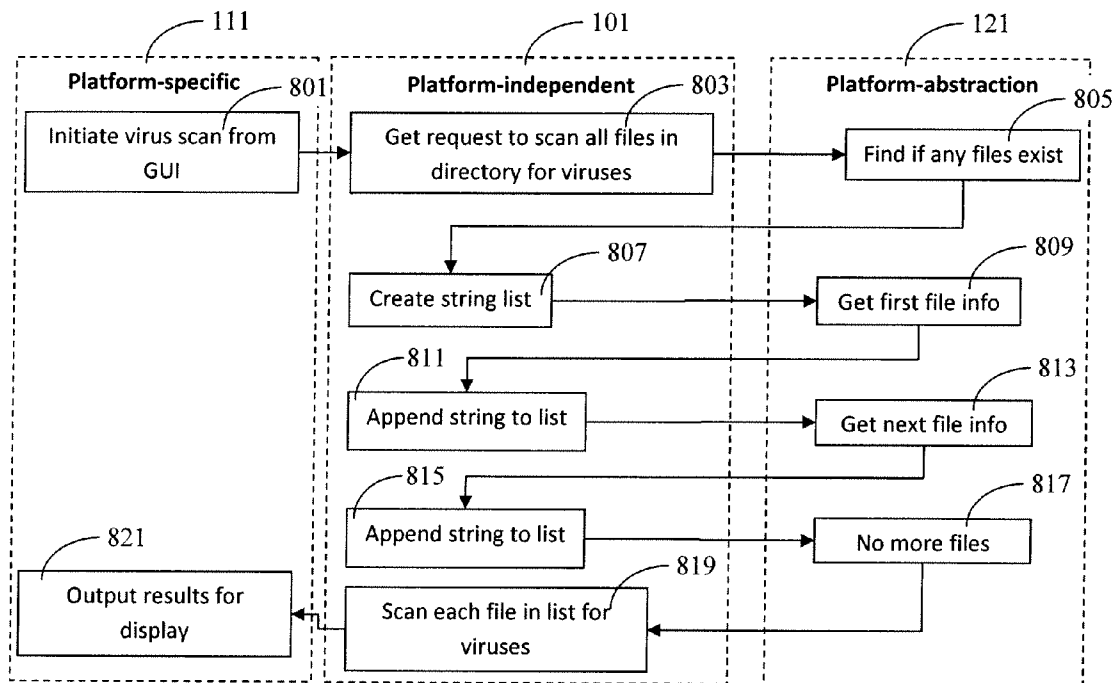 111
101
121
Platform-specific
Platform-independent
Platform-abstraction
801
803
805
Initiate virus scan from
GUI
Get request to scan all files in
directory for viruses
Find if any files exist
807
809
Create string list
Get first file info
811
813
Append string to list
Get next file info
815
817
Append string to list
No more files
821
819
Output results for
display
Scan each file in list for
viruses